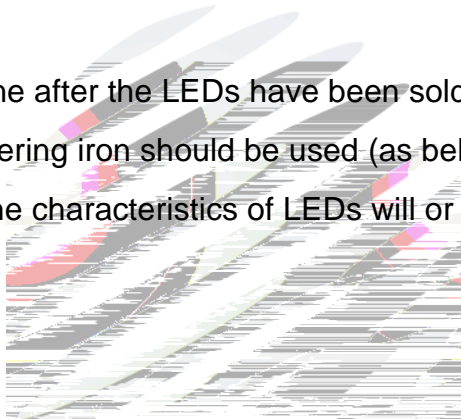 ne after the LEDs have been sold
ering iron should be used (as bel
ne characteristics of LEDs will or